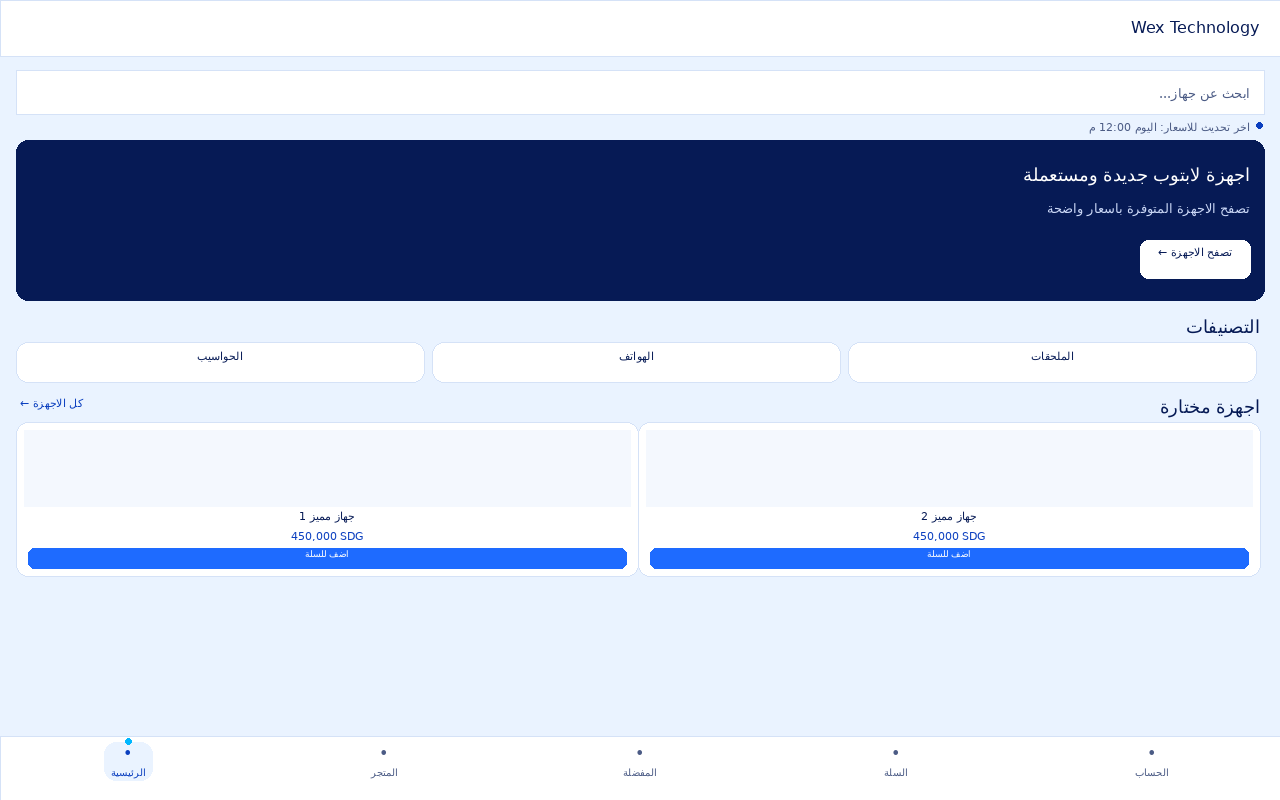 Wex Technology
ابحث عن جهاز...
اخر تحديث للاسعار: اليوم 12:00 م
اجهزة لابتوب جديدة ومستعملة
تصفح الاجهزة المتوفرة باسعار واضحة
تصفح الاجهزة ←
التصنيفات
الملحقات
الهواتف
الحواسيب
اجهزة مختارة
كل الاجهزة ←
جهاز مميز 2
450,000 SDG
اضف للسلة
جهاز مميز 1
450,000 SDG
اضف للسلة
الحساب
السلة
المفضلة
المتجر
الرئيسية